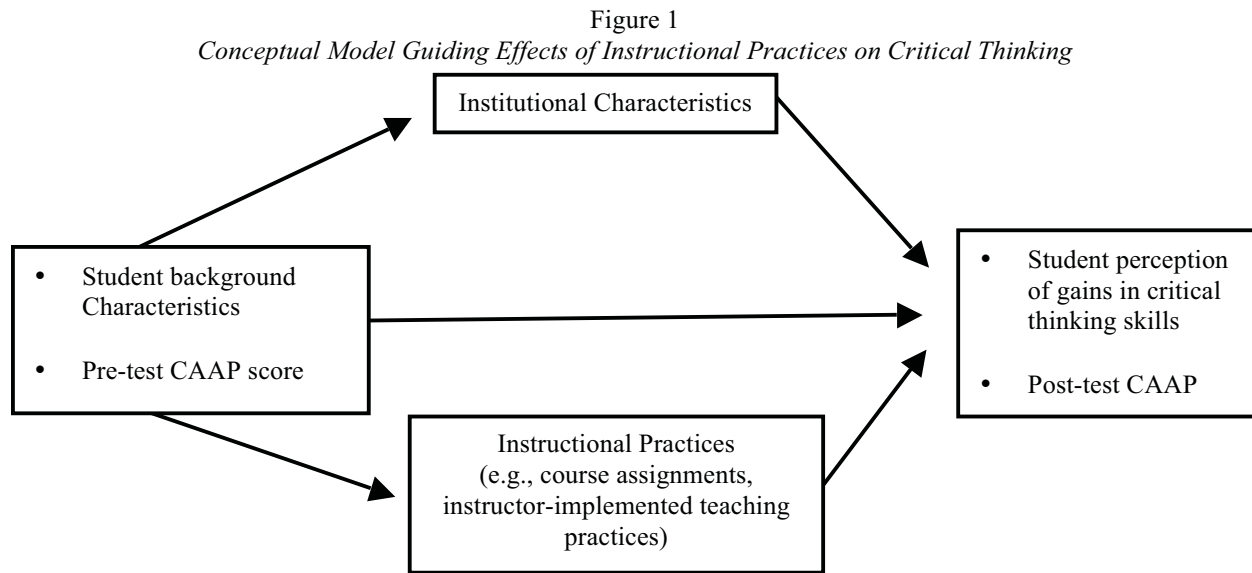 Figure 1
Conceptual Model Guiding Effects of Instructional Practices on Critical Thinking
Institutional Characteristics
• Student background
Characteristics
• Pre-test CAAP score
• Student perception
of gains in critical
thinking skills
• Post-test CAAP
Instructional Practices
(e.g., course assignments,
instructor-implemented teaching
practices)